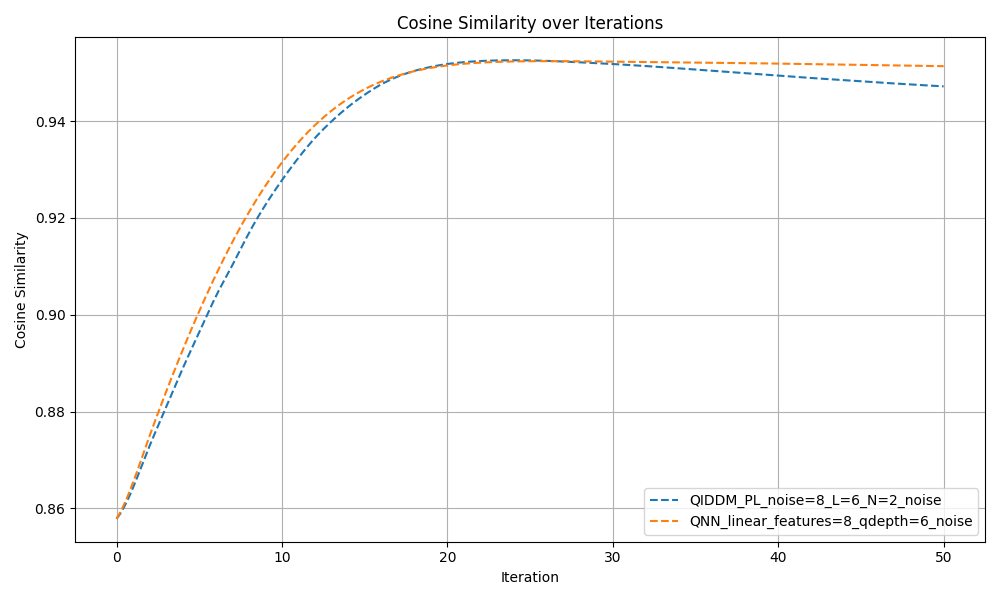 Cosine Similarity over Iterations
Cosine Similarity
0.94
0.92
0.90
0.88
0.86
0 10 20 30 40 50
Iteration
QIDDM_PL_noise=8_L=6_N=2_noise
QNN_linear_features=8_qdepth=6_noise